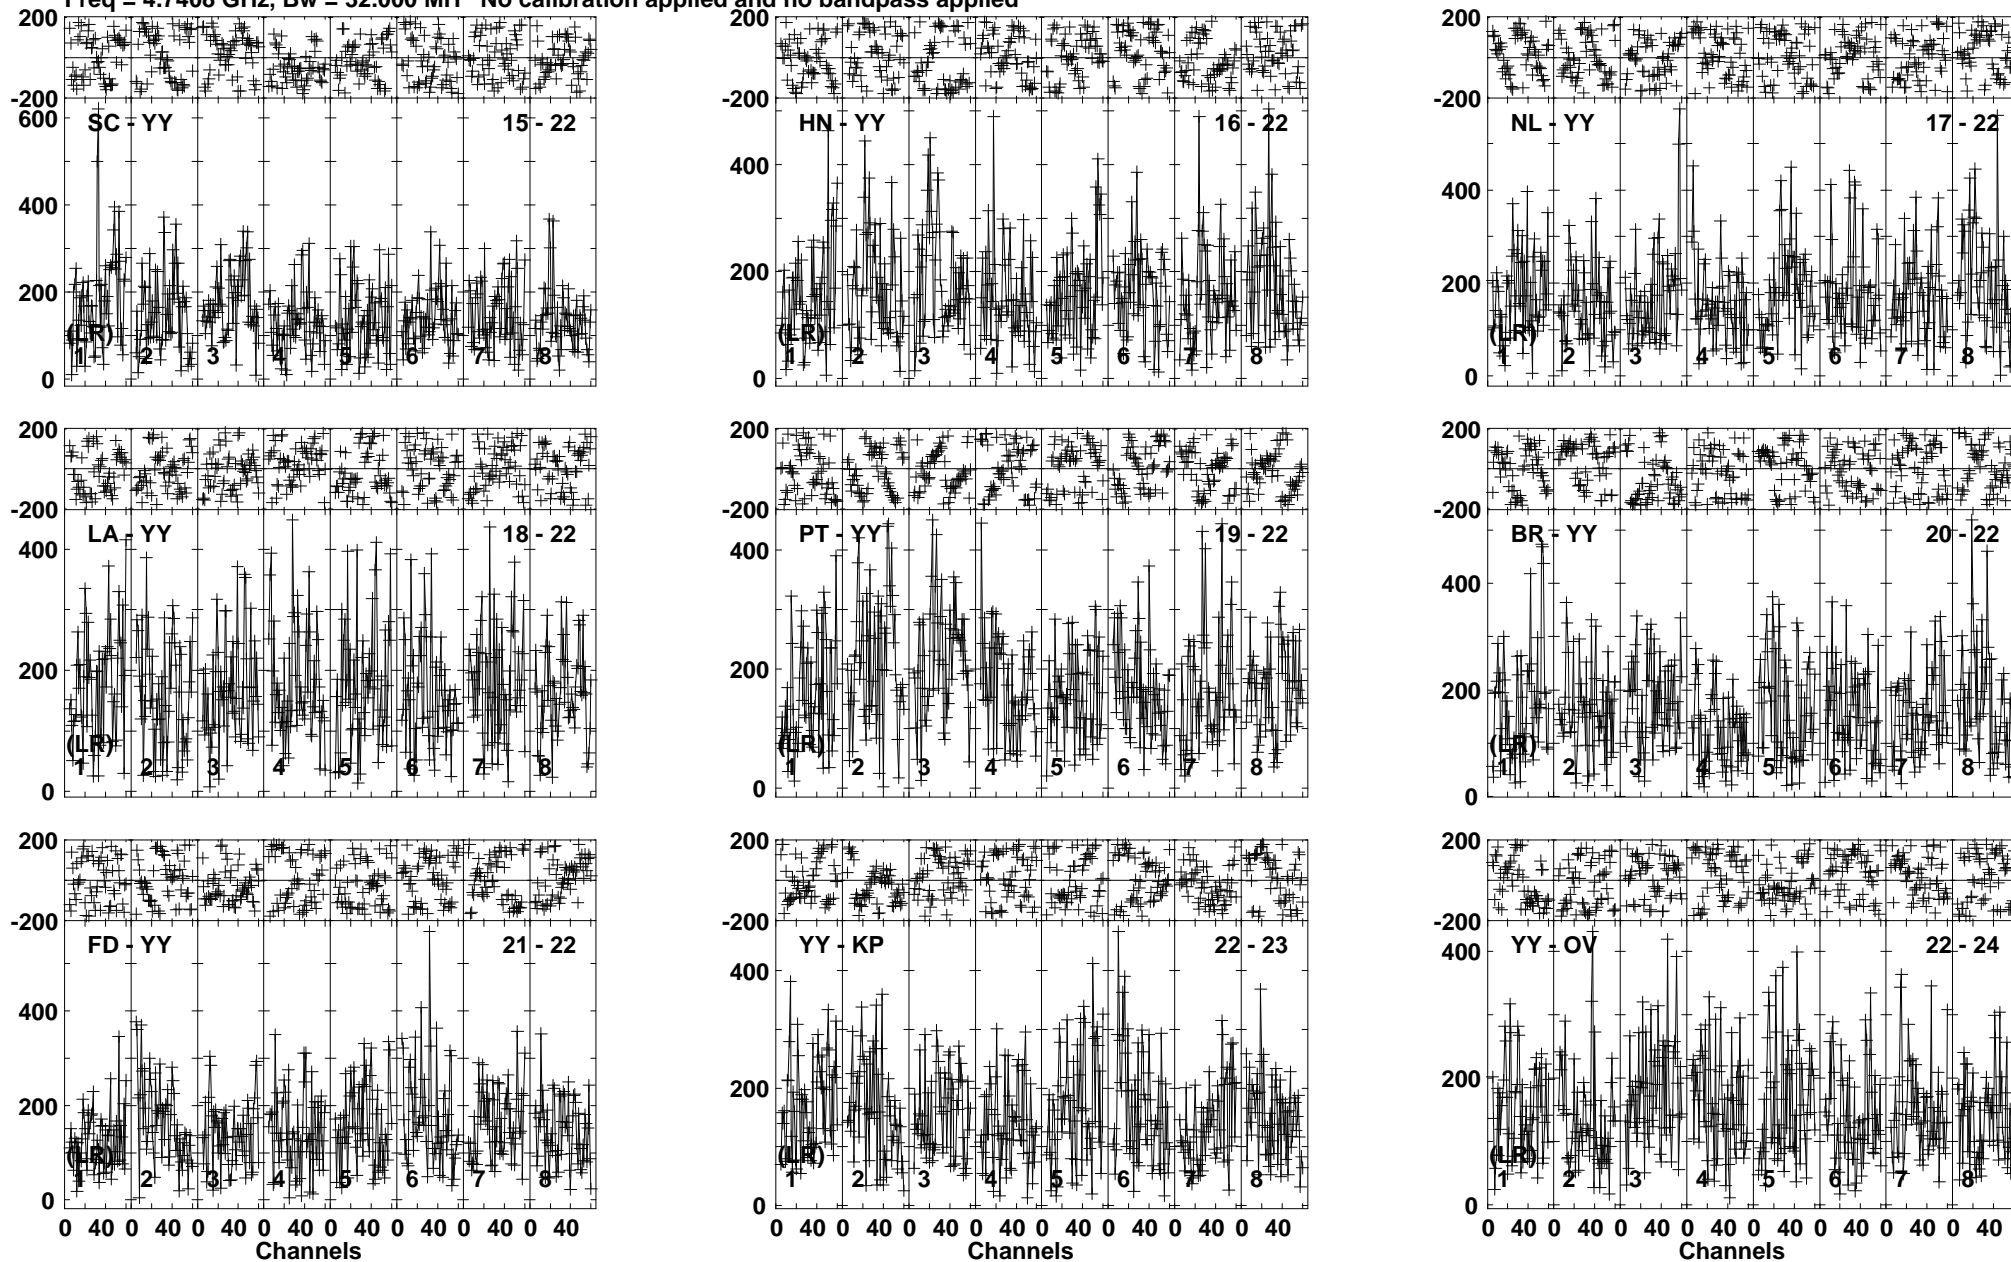 Freq = 4.7408 GHz, Bw = 32.000 MH No calibration applied and no bandpass applied
200 200 200
-200 -200 -200
600 SC - YY 15 - 22 HN - YY 16 - 22 NL - YY 17 - 22
400 400 400
200 200 200
(LR) (LR) (LR)
1 2 3 4 5 6 7 8 1 2 3 4 5 6 7 8 1 2 3 4 5 6 7 8
0 0 0
200 200 200
-200 -200 -200
LA - YY 18 - 22 PT - YY 19 - 22 BR - YY 20 - 22
400 400 400
200 200 200
(LR) (LR) (LR)
1 2 3 4 5 6 7 8 1 2 3 4 5 6 7 8 1 2 3 4 5 6 7 8
0 0 0
200 200 200
-200 -200 -200
FD - YY 21 - 22 YY - KP 22 - 23 YY - OV 22 - 24
400 400 400
200 200 200
(LR) (LR) (LR)
1 2 3 4 5 6 7 8 1 2 3 4 5 6 7 8 1 2 3 4 5 6 7 8
0 0 0
0 40 0 40 0 40 0 40 0 40 0 40 0 40 0 40 0 40 0 40 0 40 0 40 0 40 0 40 0 40 0 40 0 40 0 40 0 40 0 40 0 40 0 40 0 40 0 40
Channels Channels